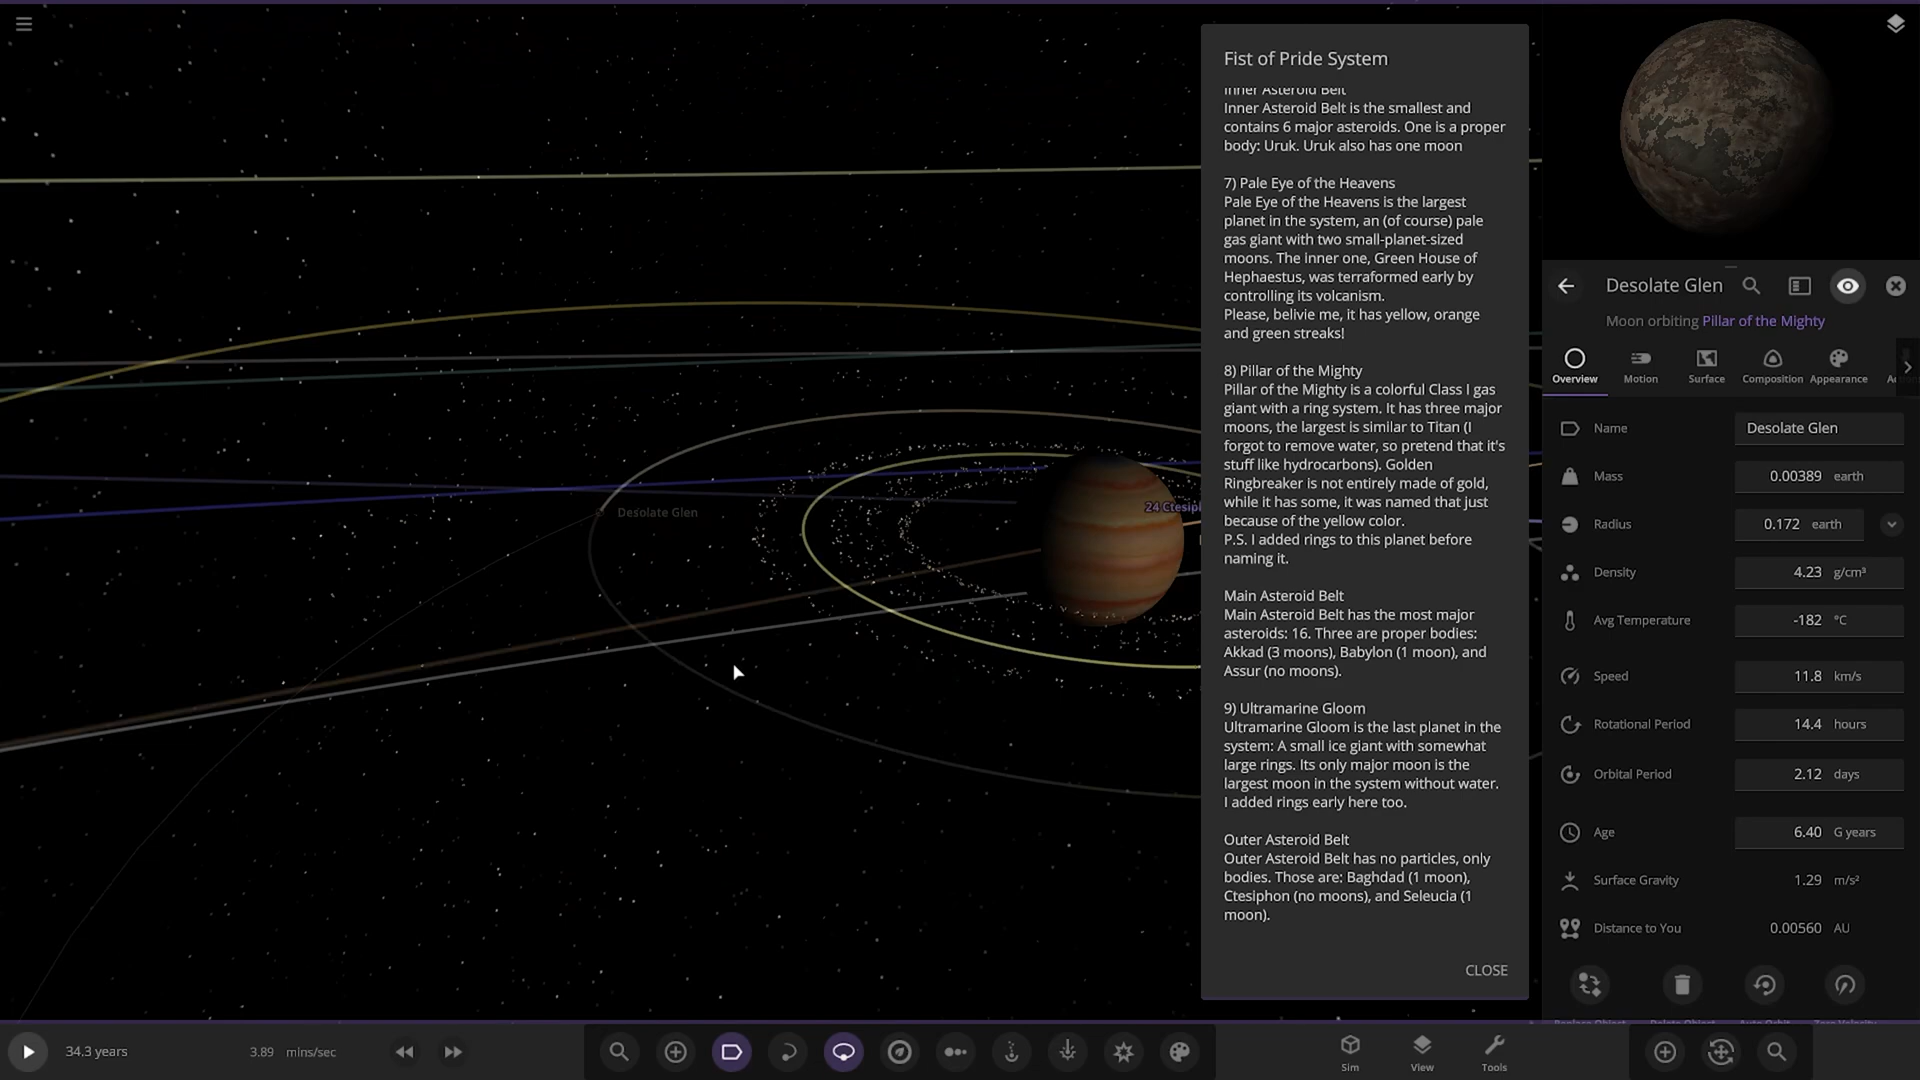 Fist of Pride System
Inner Asteroid Belt
Inner Asteroid Belt is the smallest and
contains 6 major asteroids. One is a proper
body: Uruk. Uruk also has one moon
7) Pale Eye of the Heavens
Pale Eye of the Heavens is the largest
planet in the system, an (of course) pale
gas giant with two small-planet-sized
moons. The inner one, Green House of
Hephaestus, was terraformed early by
controlling its volcanism.
Please, belivie me, it has yellow, orange
and green streaks!
8) Pillar of the Mighty
Pillar of the Mighty is a colorful Class I gas
giant with a ring system. It has three major
moons, the largest is similar to Titan (I
forgot to remove water, so pretend that it's
stuff like hydrocarbons). Golden
Ringbreaker is not entirely made of gold,
while it has some, it was named that just
because of the yellow color.
P.S. I added rings to this planet before
naming it.
Main Asteroid Belt
Main Asteroid Belt has the most major
asteroids: 16. Three are proper bodies:
Akkad (3 moons), Babylon (1 moon), and
Assur (no moons).
9) Ultramarine Gloom
Ultramarine Gloom is the last planet in the
system: A small ice giant with somewhat
large rings. Its only major moon is the
largest moon in the system without water.
I added rings early here too.
Outer Asteroid Belt
Outer Asteroid Belt has no particles, only
bodies. Those are: Baghdad (1 moon),
Ctesiphon (no moons), and Seleucia (1
moon).
CLOSE
Desolate Glen
24 Ctesip
Desolate Glen
Moon orbiting Pillar of the Mighty
Overview Motion Surface Composition Appearance
Name Desolate Glen
Mass 0.00389 earth
Radius 0.172 earth
Density 4.23 g/cm³
Avg Temperature -182 °C
Speed 11.8 km/s
Rotational Period 14.4 hours
Orbital Period 2.12 days
Age 6.40 G years
Surface Gravity 1.29 m/s²
Distance to You 0.00560 AU
34.3 years 3.89 mins/sec
Sim View Tools